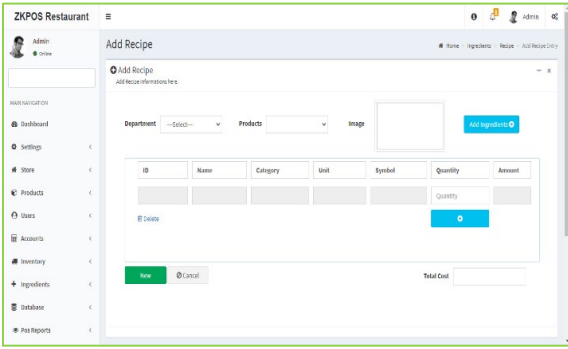 ZKPOS Restaurant
Admin
Admin
Online
Add Recipe
Home Ingredients Recipe Add Recipe Entry
Add Recipe
Add Recipe Informations here.
MAIN NAVIGATION
Dashboard
Settings
Store
Products
Users
Accounts
Inventory
Ingredients
Database
Pos Reports
Department ---Select--- Products Image Add Ingredients
ID Name Category Unit Symbol Quantity Amount
Quantity
Delete
New Cancel Total Cost